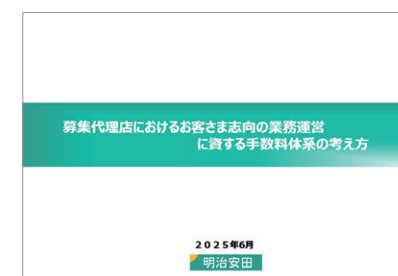 募集代理店におけるお客さま志向の業務運営
に資する手数料体系の考え方
2025年6月
明治安田